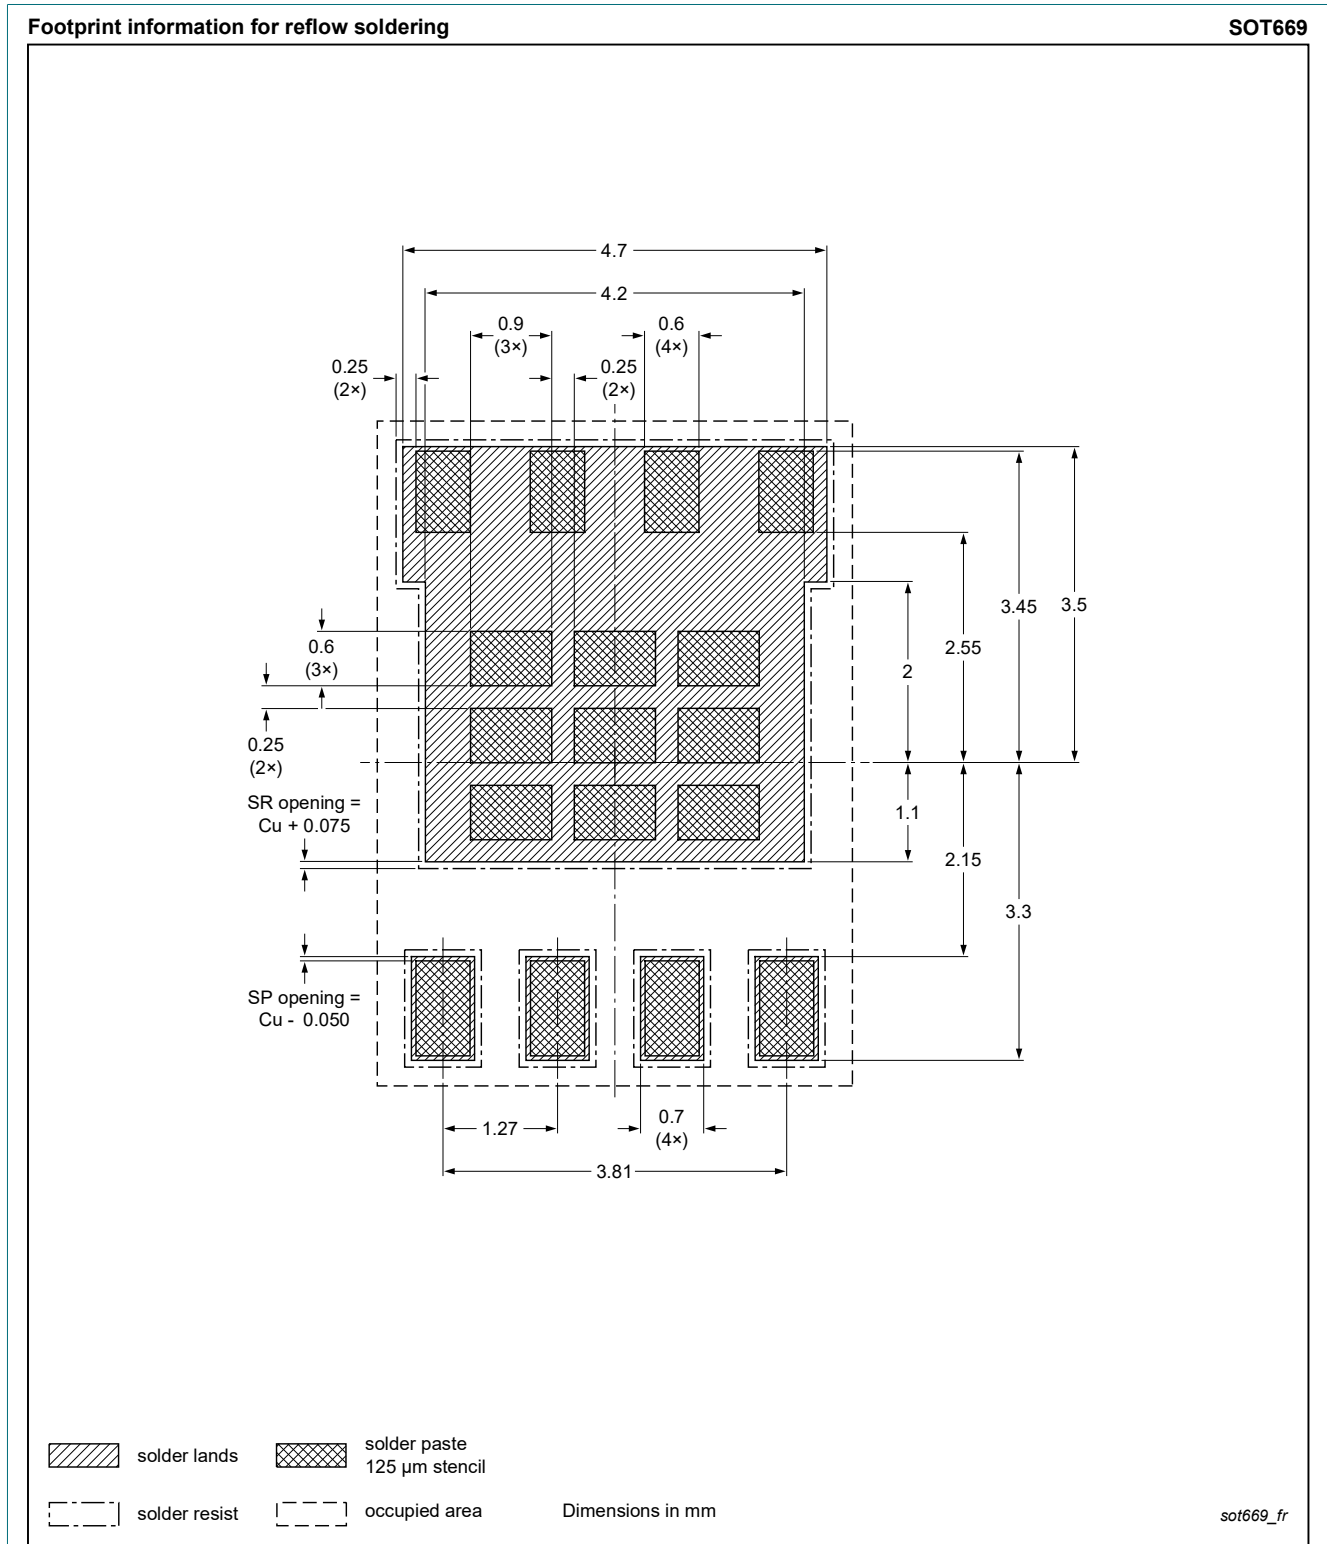 Footprint information for reflow soldering SOT669
4.7
4.2
0.9
(3×)
0.6
(4×)
0.25
(2×)
0.25
(2×)
3.45
3.5
2.55
2
0.6
(3×)
0.25
(2×)
SR opening =
Cu + 0.075
1.1
2.15
3.3
SP opening =
Cu - 0.050
1.27
0.7
(4×)
3.81
solder lands
solder paste
125 µm stencil
solder resist
occupied area
Dimensions in mm
sot669_fr